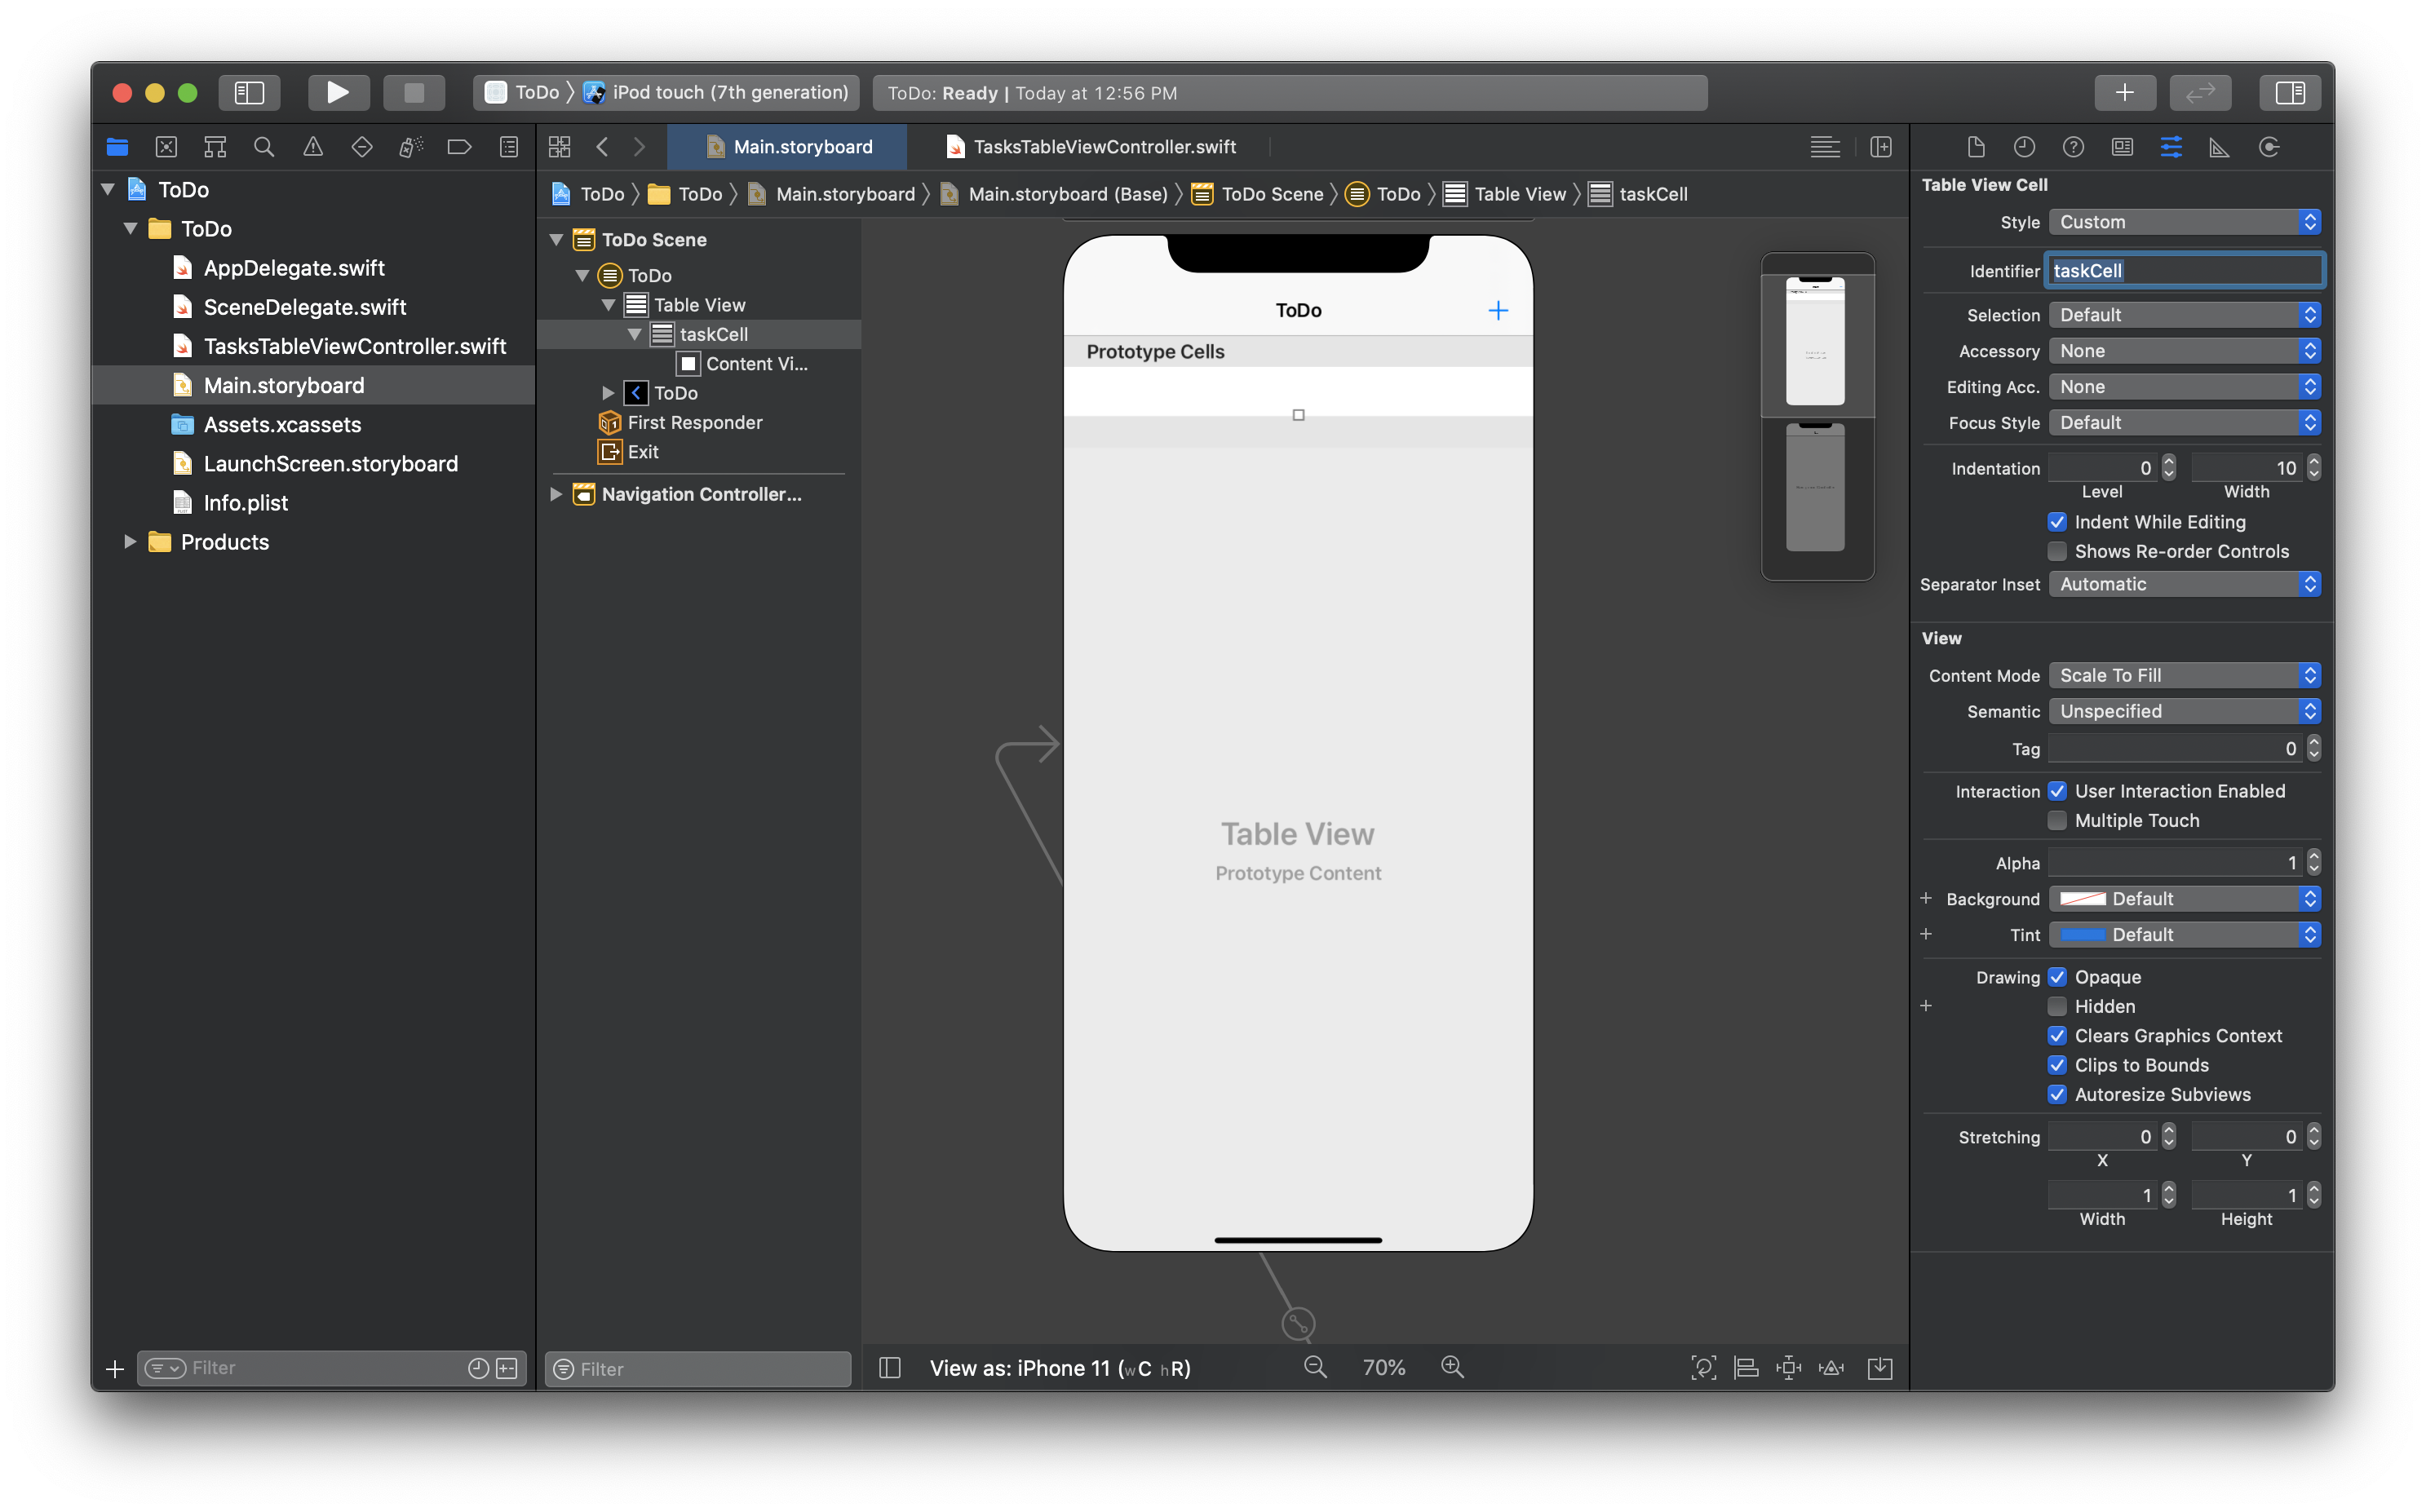 ToDo iPod touch (7th generation)
ToDo: Ready | Today at 12:56 PM
Main.storyboard
TasksTableViewController.swift
ToDo
ToDo
AppDelegate.swift
SceneDelegate.swift
TasksTableViewController.swift
Main.storyboard
Assets.xcassets
LaunchScreen.storyboard
Info.plist
Products
Filter
ToDo ToDo Main.storyboard Main.storyboard (Base) ToDo Scene ToDo Table View taskCell
ToDo Scene
ToDo
Table View
taskCell
Content Vi...
ToDo
First Responder
Exit
Navigation Controller...
Filter
ToDo
Prototype Cells
Table View
Prototype Content
View as: iPhone 11 (wC hR)
70%
Table View Cell
Style Custom
Identifier taskCell
Selection Default
Accessory None
Editing Acc. None
Focus Style Default
Indentation 0 10
Level Width
Indent While Editing
Shows Re-order Controls
Separator Inset Automatic
View
Content Mode Scale To Fill
Semantic Unspecified
Tag 0
Interaction User Interaction Enabled
Multiple Touch
Alpha 1
Background Default
Tint Default
Drawing Opaque
Hidden
Clears Graphics Context
Clips to Bounds
Autoresize Subviews
Stretching 0 0
X Y
1 1
Width Height